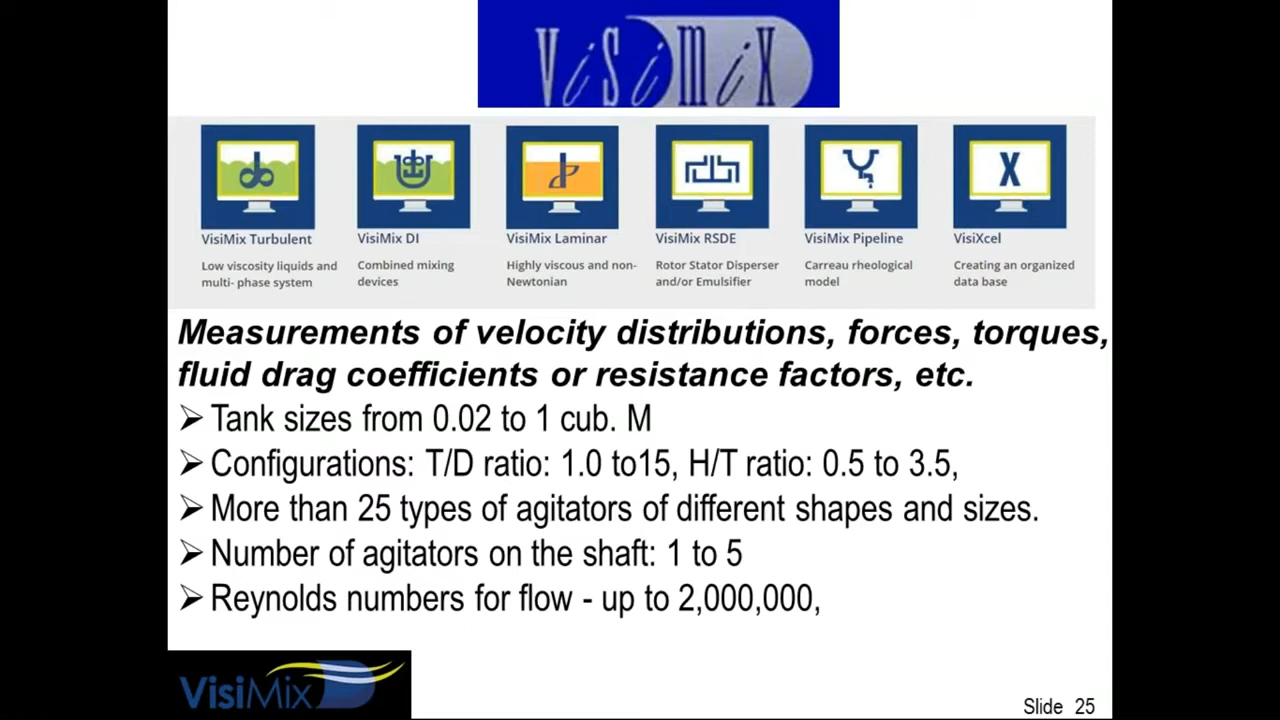 ViSiMiX
VisiMix Turbulent
Low viscosity liquids and
multi- phase system
VisiMix DI
Combined mixing
devices
VisiMix Laminar
Highly viscous and non-
Newtonian
VisiMix RSDE
Rotor Stator Disperser
and/or Emulsifier
VisiMix Pipeline
Carreau rheological
model
X
VisiXcel
Creating an organized
data base
Measurements of velocity distributions, forces, torques,
fluid drag coefficients or resistance factors, etc.
➢ Tank sizes from 0.02 to 1 cub. M
➢ Configurations: T/D ratio: 1.0 to15, H/T ratio: 0.5 to 3.5,
➢ More than 25 types of agitators of different shapes and sizes.
➢ Number of agitators on the shaft: 1 to 5
➢ Reynolds numbers for flow - up to 2,000,000,
VisiMix
Slide 25